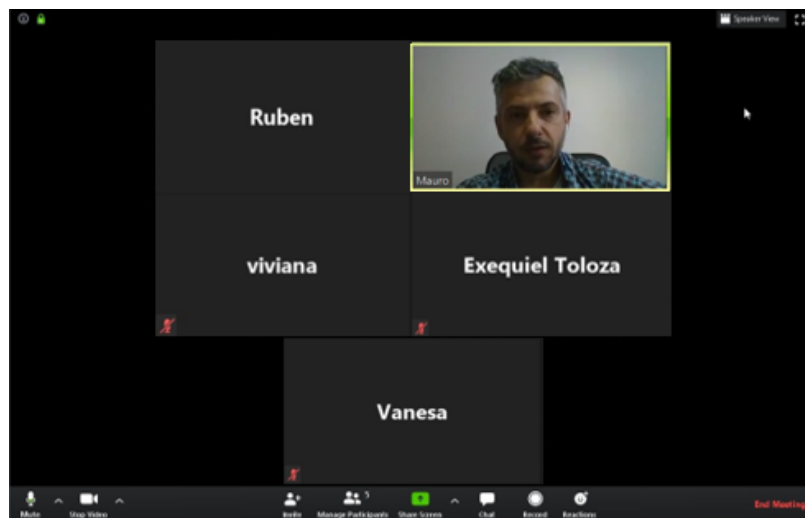 Speaker View
Ruben
Mauro
viviana
Exequiel Toloza
Vanesa
Mute
Stop Video
Invite
Manage Participants
5
Share Screen
Chat
Record
Reactions
End Meeting